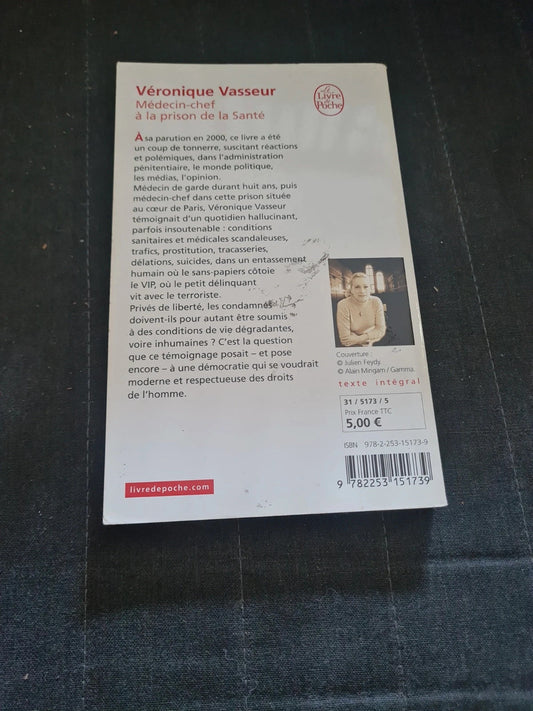 Véronique Vasseur
Médecin-chef
à la prison de la Santé
Le
Livre
de
Poche
À sa parution en 2000, ce livre a été
un coup de tonnerre, suscitant réactions
et polémiques, dans l'administration
pénitentiaire, le monde politique,
les médias, l'opinion.
Médecin de garde durant huit ans, puis
médecin-chef dans cette prison située
au cœur de Paris, Véronique Vasseur
témoignait d'un quotidien hallucinant,
parfois insoutenable : conditions
sanitaires et médicales scandaleuses,
trafics, prostitution, tracasseries,
délations, suicides, dans un entassement
humain où le sans-papiers côtoie
le VIP, où le petit délinquant
vit avec le terroriste.
Privés de liberté, les condamnés
doivent-ils pour autant être soumis
à des conditions de vie dégradantes,
voire inhumaines ? C'est la question
que ce témoignage posait – et pose
encore – à une démocratie qui se voudrait
moderne et respectueuse des droits
de l'homme.
Couverture :
© Julien Feydy.
© Alain Mingam / Gamma.
texte intégral
31 / 5173 / 5
Prix France TTC
5,00 €
ISBN 978-2-253-15173-9
9 782253 151739
livredepoche.com